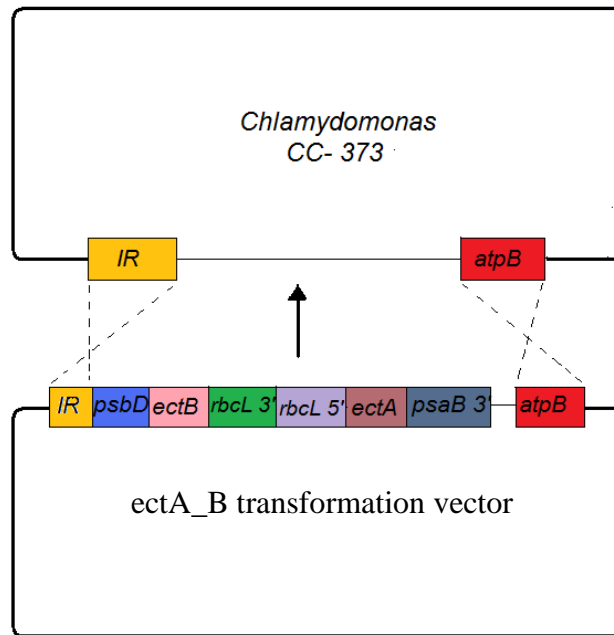 Chlamydomonas
CC- 373
IR
atpB
IR psbD ectB rbcL 3' rbcL 5' ectA psaB 3' atpB
ectA_B transformation vector